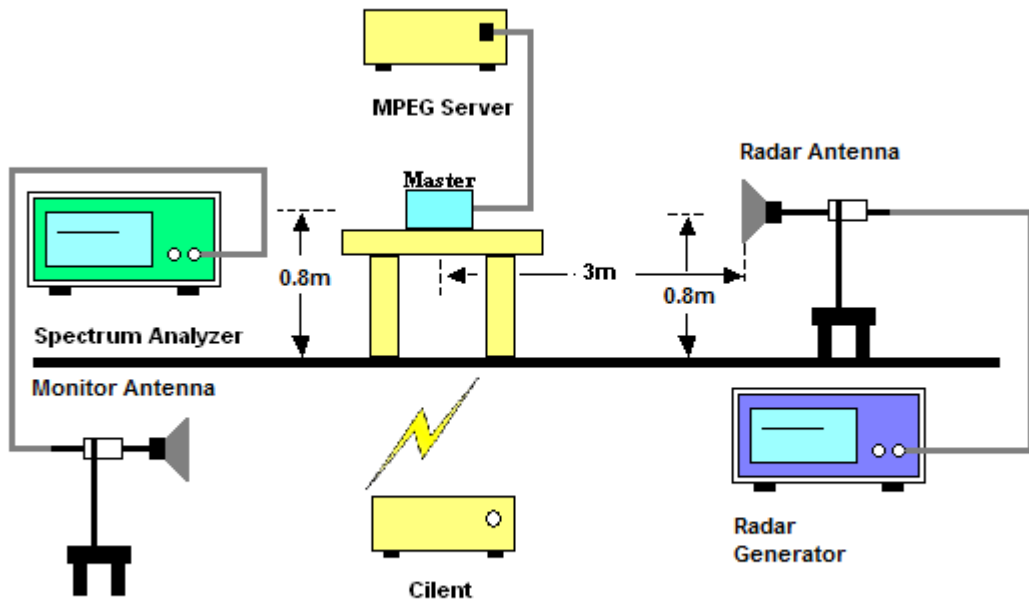 MPEG Server
Radar Antenna
Master
0.8m
3m
0.8m
Spectrum Analyzer
Monitor Antenna
Radar
Generator
Cilent